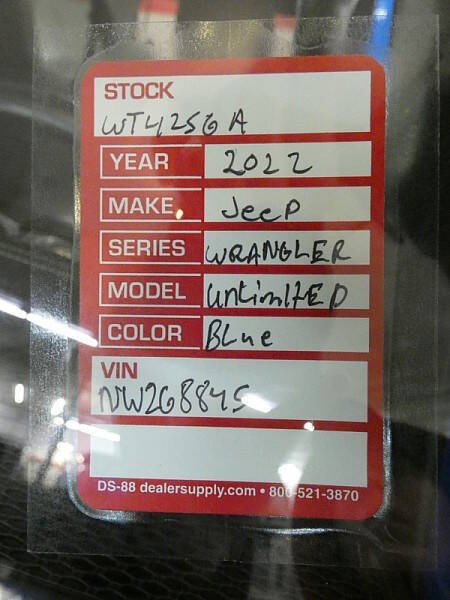 STOCK
WT4256A
YEAR 2022
MAKE Jeep
SERIES WRANGLER
MODEL UnLimITED
COLOR BLue
VIN
NW268845
DS-88 dealersupply.com • 800-521-3870